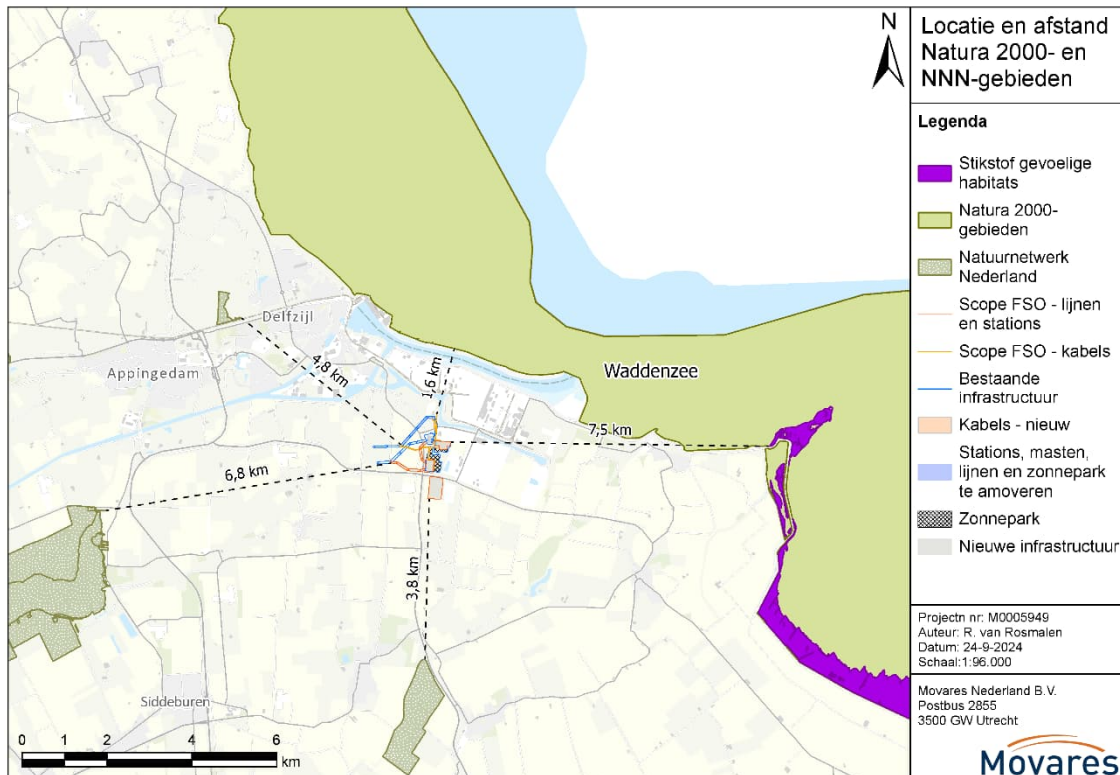 Locatie en afstand
Natura 2000- en
NNN-gebieden
Legenda
Stikstof gevoelige
habitats
Natura 2000-
gebieden
Natuurnetwerk
Nederland
Scope FSO - lijnen
en stations
Scope FSO - kabels
Bestaande
infrastructuur
Kabels - nieuw
Stations, masten,
lijnen en zonnepark
te amoveren
Zonnepark
Nieuwe infrastructuur
Projectn nr: M0005949
Auteur: R. van Rosmalen
Datum: 24-9-2024
Schaal:1:96.000
Movares Nederland B.V.
Postbus 2855
3500 GW Utrecht
Movares
N
Delfzijl
Appingedam
4,8 km
1,6 km
Waddenzee
7,5 km
6,8 km
3,8 km
Siddeburen
0 1 2 4 6
km